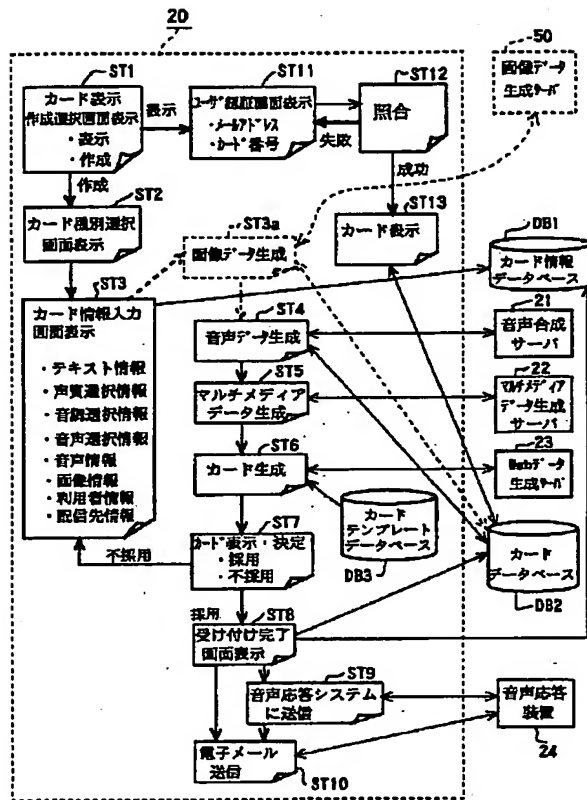 20
50
画像データ
生成サーバ
ST1
カード表示
作成選択画面表示
・表示
・作成
表示
ST11
ユーザ認証画面表示
・メールアドレス
・カード番号
失敗
ST12
照合
成功
作成
ST2
カード種別選択
画面表示
ST3a
画像データ生成
ST13
カード表示
DB1
カード情報
データベース
ST3
カード情報入力
画面表示
・テキスト情報
・声質選択情報
・音調選択情報
・音声選択情報
・音声情報
・画像情報
・利用者情報
・配信先情報
ST4
音声データ生成
21
音声合成
サーバ
ST5
マルチメディア
データ生成
22
マルチメディア
データ生成
サーバ
ST6
カード生成
23
Webデータ
生成サーバ
ST7
カード表示・決定
・採用
・不採用
不採用
カード
テンプレート
データベース
DB3
カード
データベース
DB2
採用
ST8
受け付け完了
画面表示
ST9
音声応答システム
に送信
音声応答
装置
24
電子メール
送信
ST10